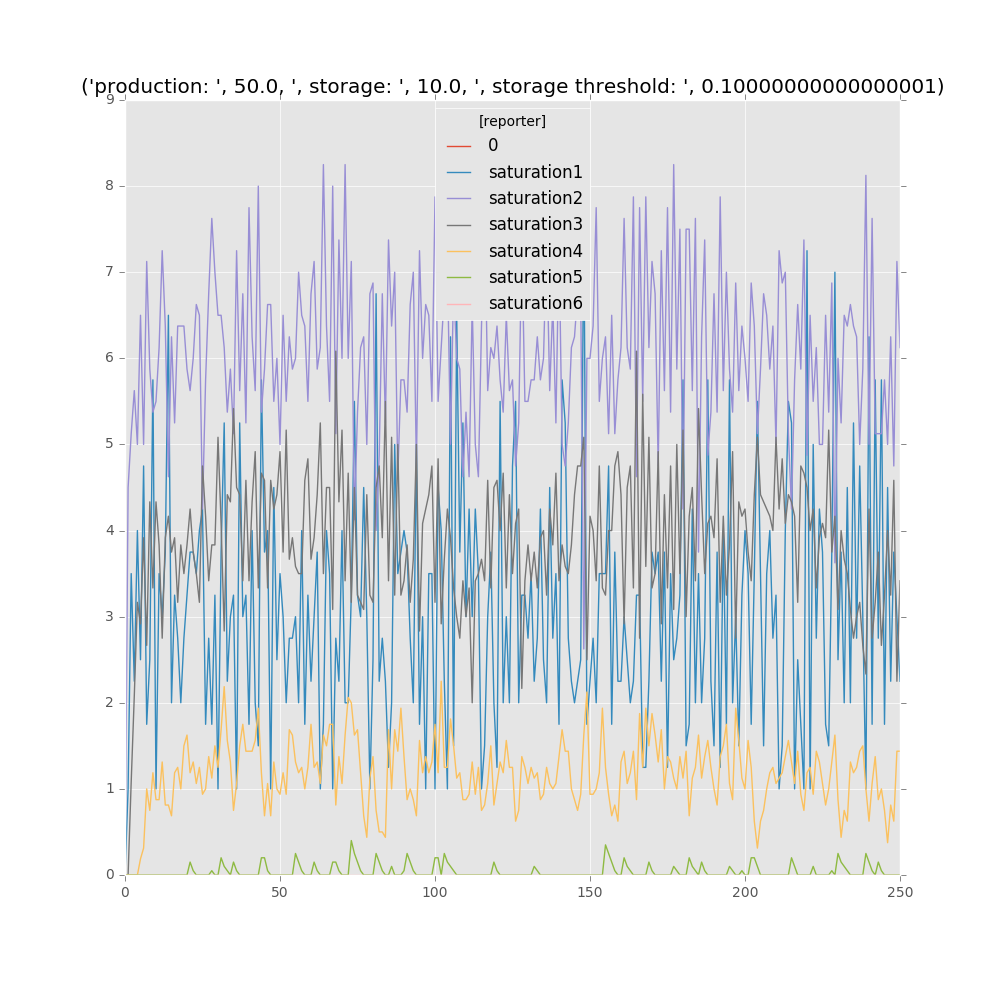 ('production: ', 50.0, ', storage: ', 10.0, ', storage threshold: ', 0.10000000000000001)
9
8
7
6
5
4
3
2
1
0
[reporter]
0
saturation1
saturation2
saturation3
saturation4
saturation5
saturation6
0 50 100 150 200 250